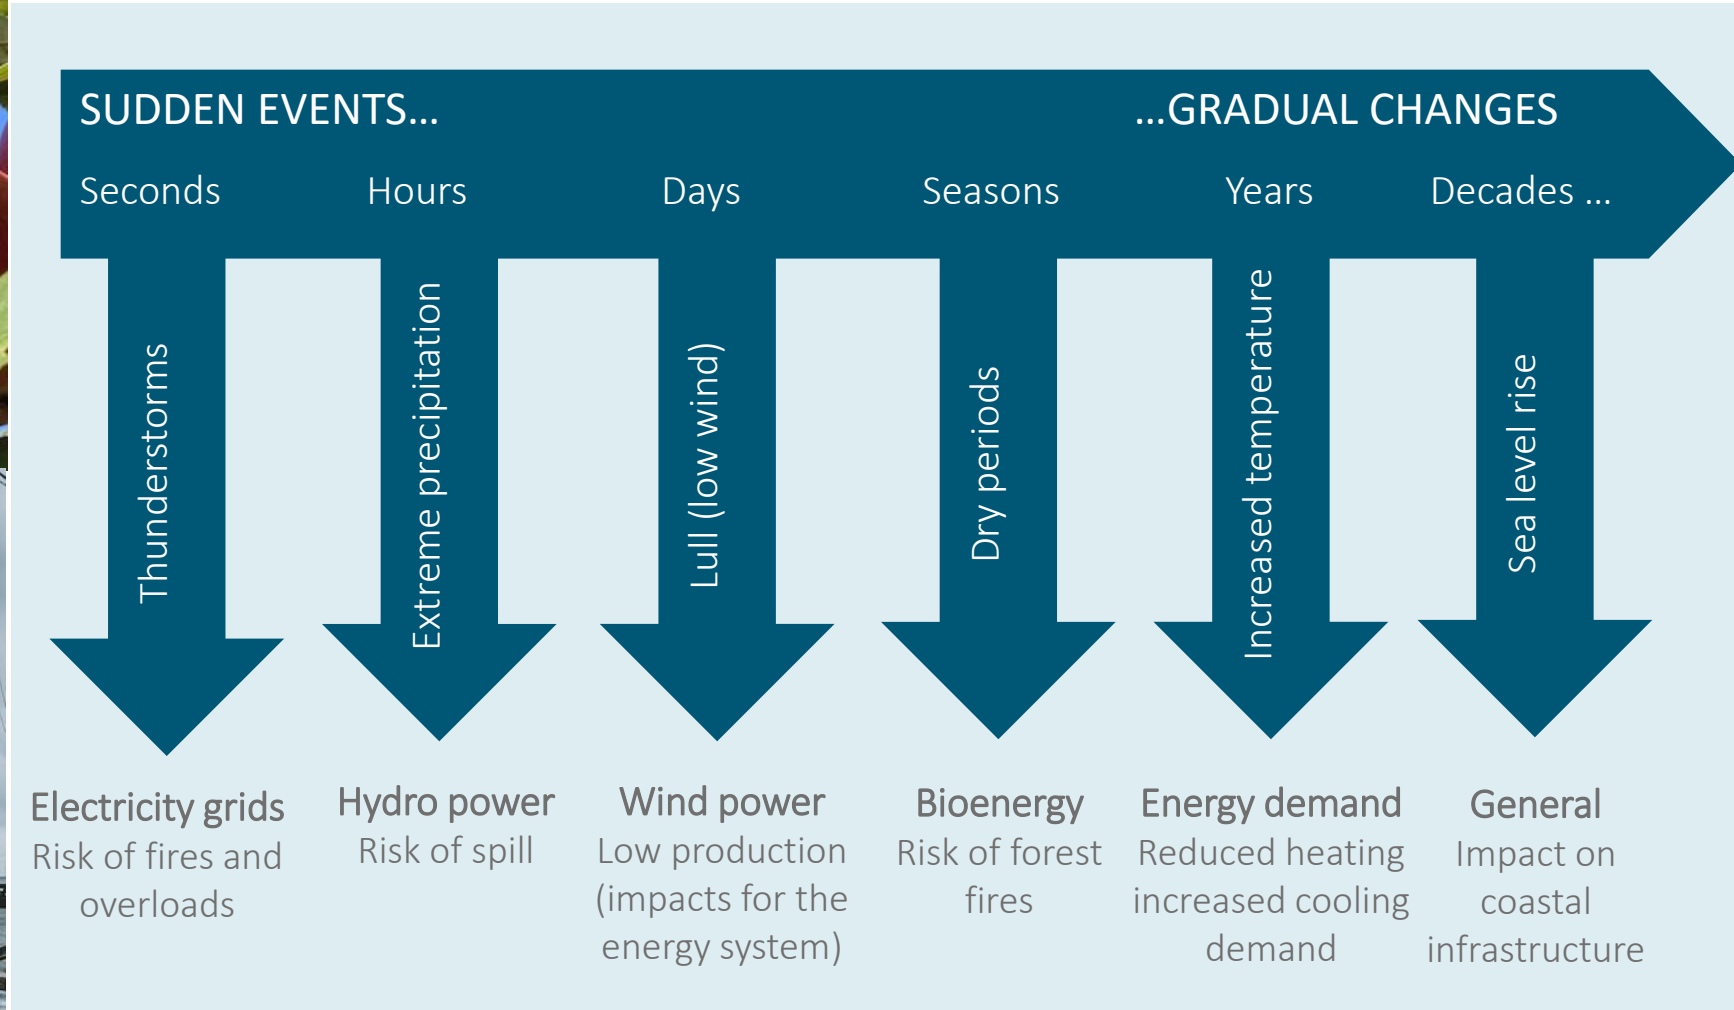 SUDDEN EVENTS...
...GRADUAL CHANGES
Seconds
Hours
Days
Seasons
Years
Decades ...
Thunderstorms
Extreme precipitation
Lull (low wind)
Dry periods
Increased temperature
Sea level rise
Electricity grids
Risk of fires and
overloads
Hydro power
Risk of spill
Wind power
Low production
(impacts for the
energy system)
Bioenergy
Risk of forest
fires
Energy demand
Reduced heating
increased cooling
demand
General
Impact on
coastal
infrastructure